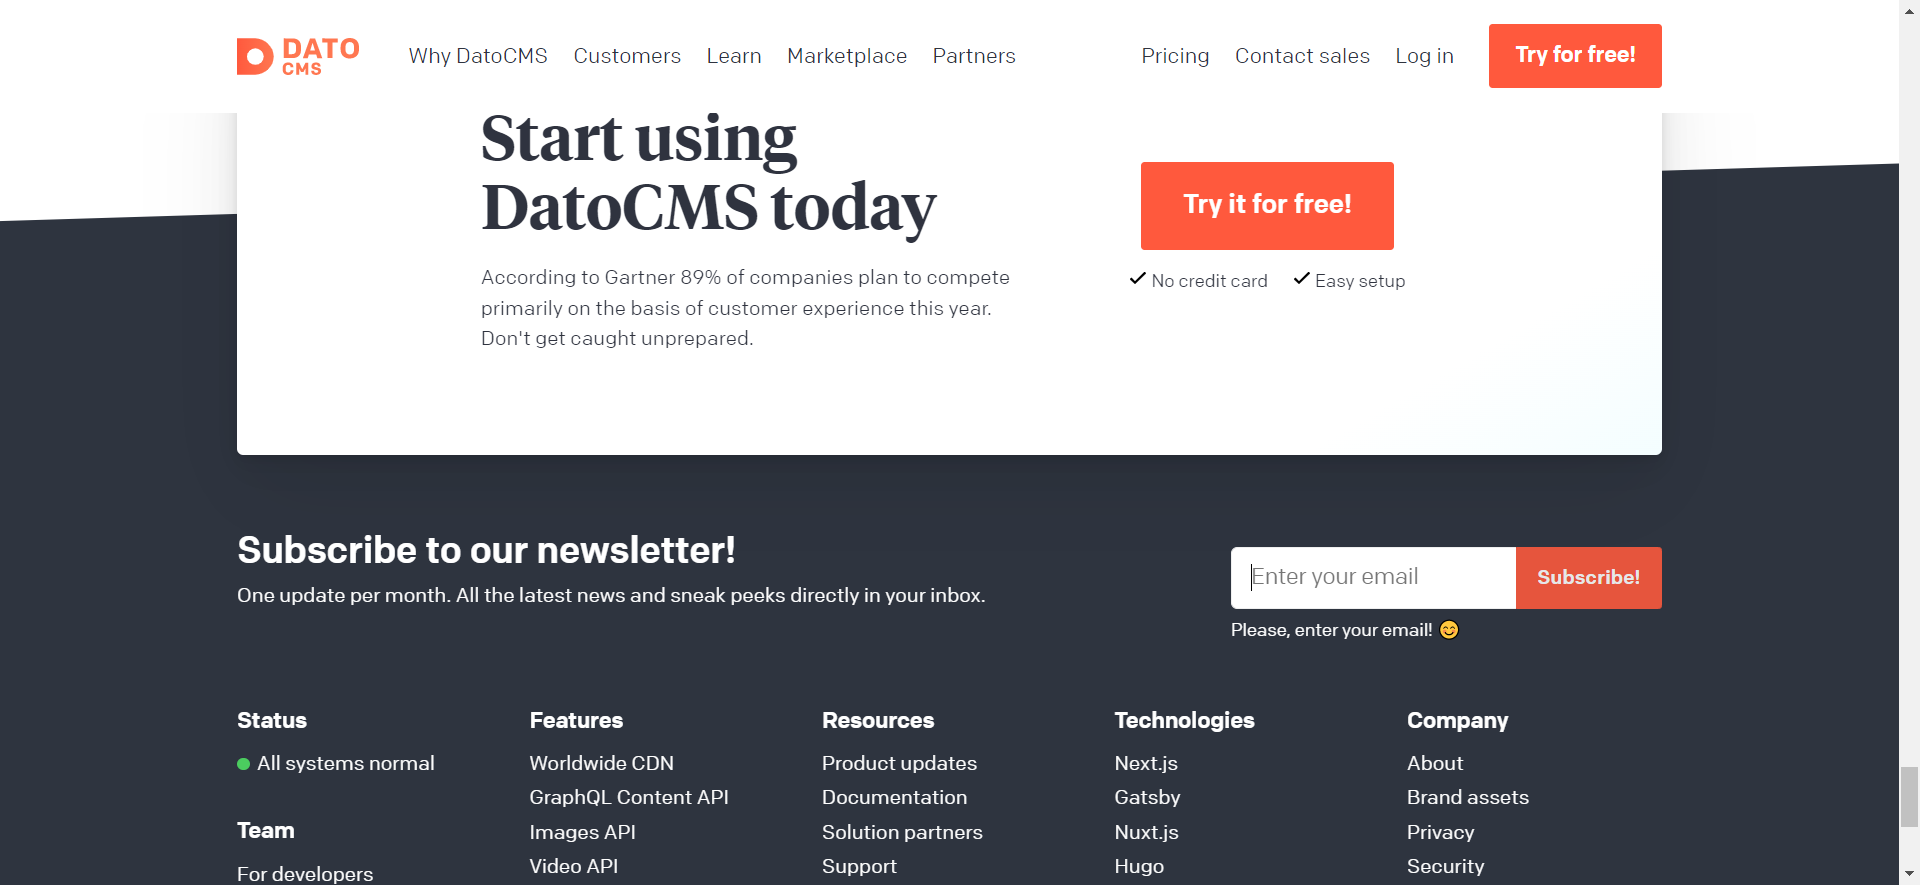 DATO CMS
Why DatoCMS Customers Learn Marketplace Partners Pricing Contact sales Log in Try for free!
Start using
DatoCMS today
According to Gartner 89% of companies plan to compete
primarily on the basis of customer experience this year.
Don't get caught unprepared.
Try it for free!
No credit card Easy setup
Subscribe to our newsletter!
One update per month. All the latest news and sneak peeks directly in your inbox.
Enter your email Subscribe!
Please, enter your email! 😊
Status
All systems normal
Team
For developers
Features
Worldwide CDN
GraphQL Content API
Images API
Video API
Resources
Product updates
Documentation
Solution partners
Support
Technologies
Next.js
Gatsby
Nuxt.js
Hugo
Company
About
Brand assets
Privacy
Security